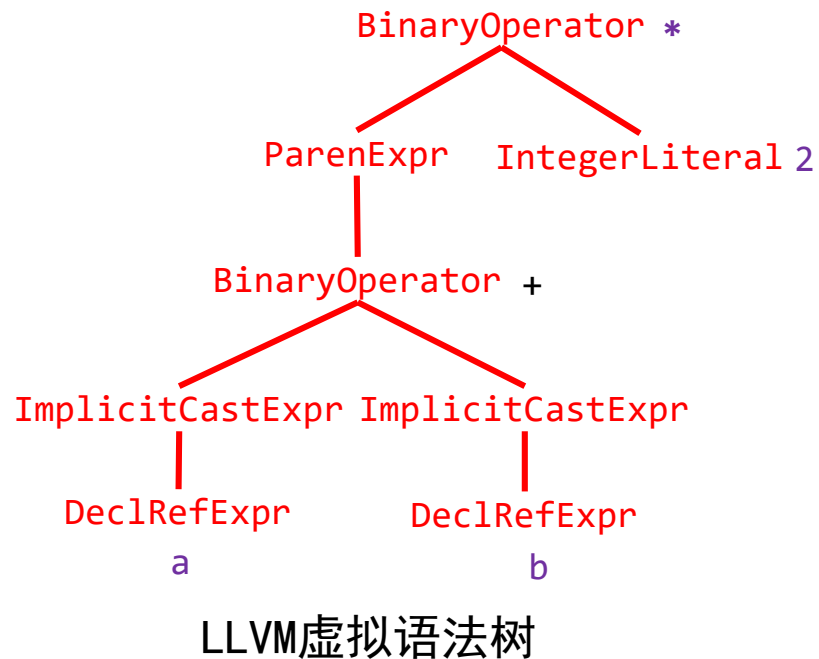 BinaryOperator *
ParenExpr IntegerLiteral 2
BinaryOperator +
ImplicitCastExpr ImplicitCastExpr
DeclRefExpr DeclRefExpr
a b
LLVM虚拟语法树